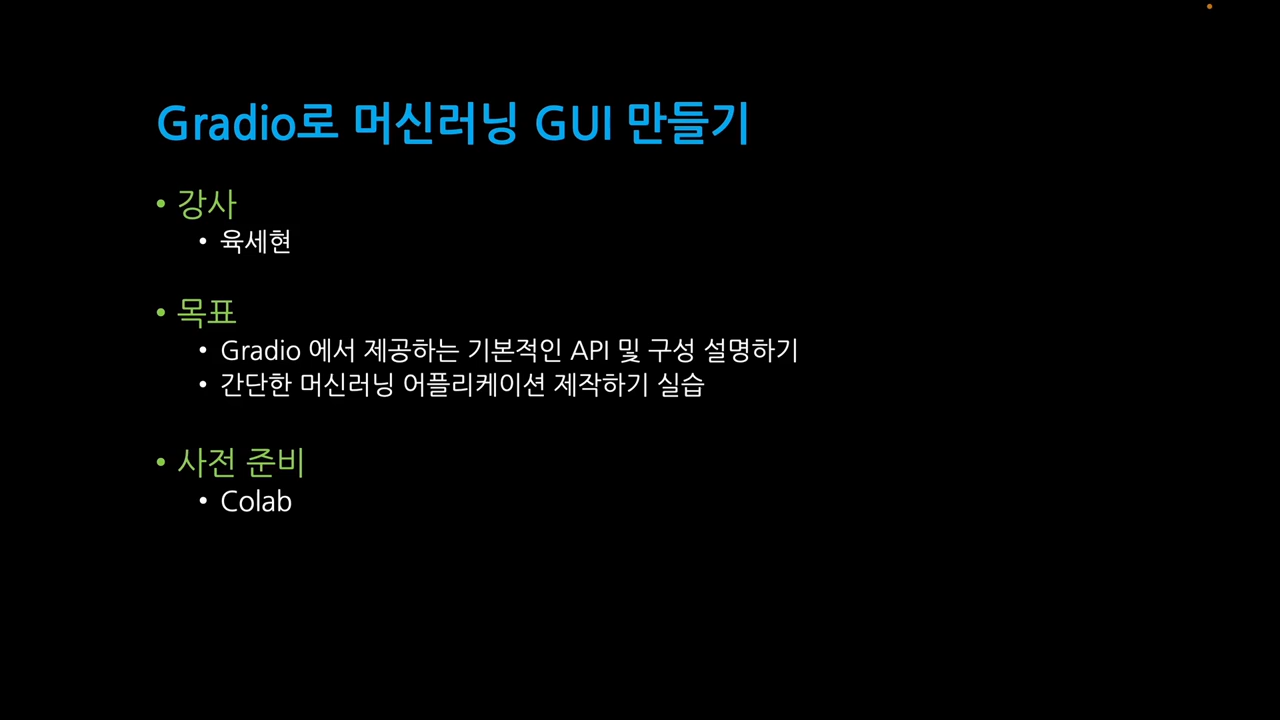 Gradio로 머신러닝 GUI 만들기
• 강사
• 육세현
• 목표
• Gradio 에서 제공하는 기본적인 API 및 구성 설명하기
• 간단한 머신러닝 어플리케이션 제작하기 실습
• 사전 준비
• Colab